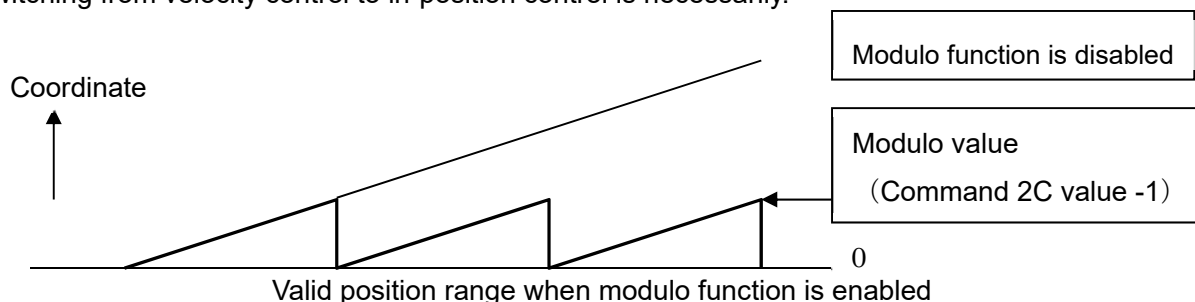 switching from velocity control to in-position control is necessarily.
Modulo function is disabled
Coordinate
Modulo value
（Command 2C value -1）
0
Valid position range when modulo function is enabled